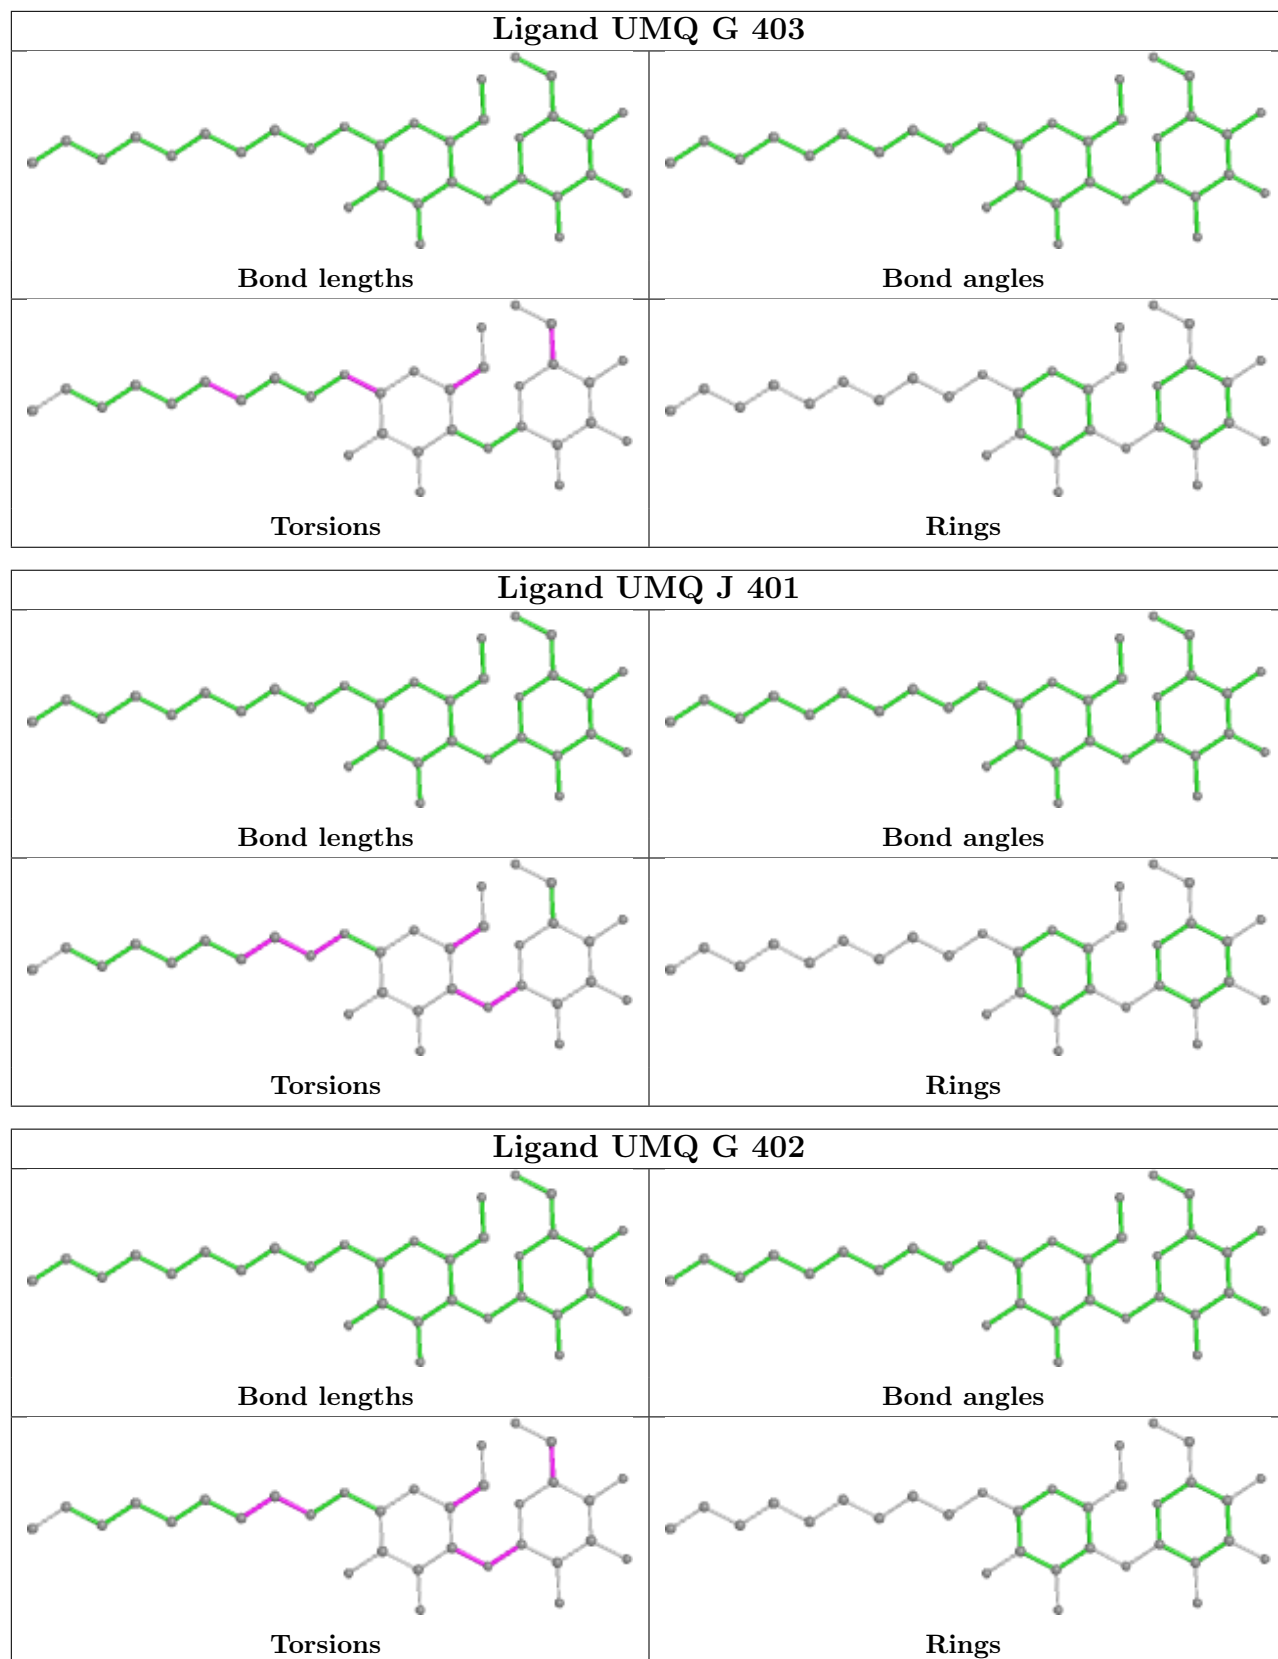 Ligand UMQ G 403
Bond lengths
Bond angles
Torsions
Rings
Ligand UMQ J 401
Bond lengths
Bond angles
Torsions
Rings
Ligand UMQ G 402
Bond lengths
Bond angles
Torsions
Rings